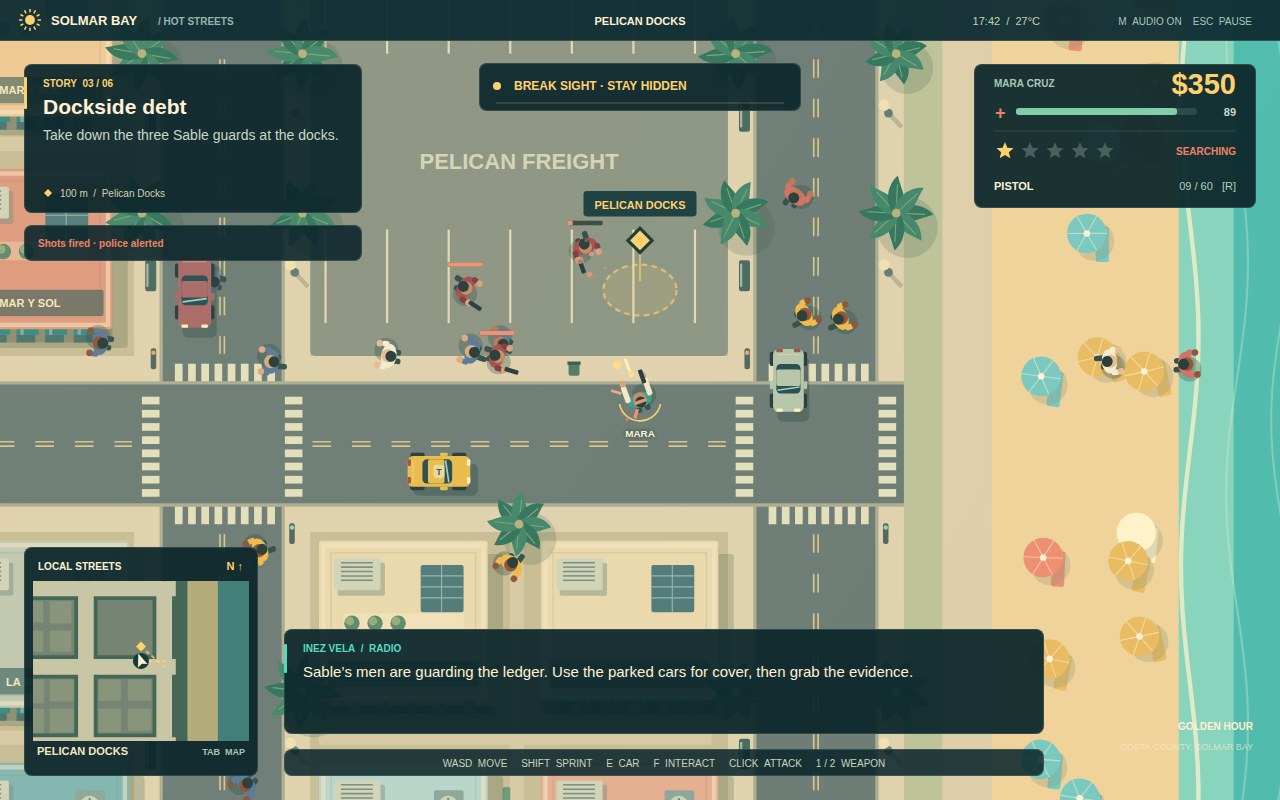 SOLMAR BAY / HOT STREETS
PELICAN DOCKS
17:42 / 27°C
M AUDIO ON ESC PAUSE
STORY 03 / 06
Dockside debt
Take down the three Sable guards at the docks.
100 m / Pelican Docks
Shots fired · police alerted
BREAK SIGHT · STAY HIDDEN
MARA CRUZ
$350
89
SEARCHING
PISTOL
09 / 60 [R]
PELICAN FREIGHT
PELICAN DOCKS
MAR
MAR Y SOL
MARA
T
LOCAL STREETS
N ↑
LA
PELICAN DOCKS
TAB MAP
INEZ VELA / RADIO
Sable's men are guarding the ledger. Use the parked cars for cover, then grab the evidence.
WASD MOVE SHIFT SPRINT E CAR F INTERACT CLICK ATTACK 1 / 2 WEAPON
GOLDEN HOUR
COSTA COUNTY, SOLMAR BAY